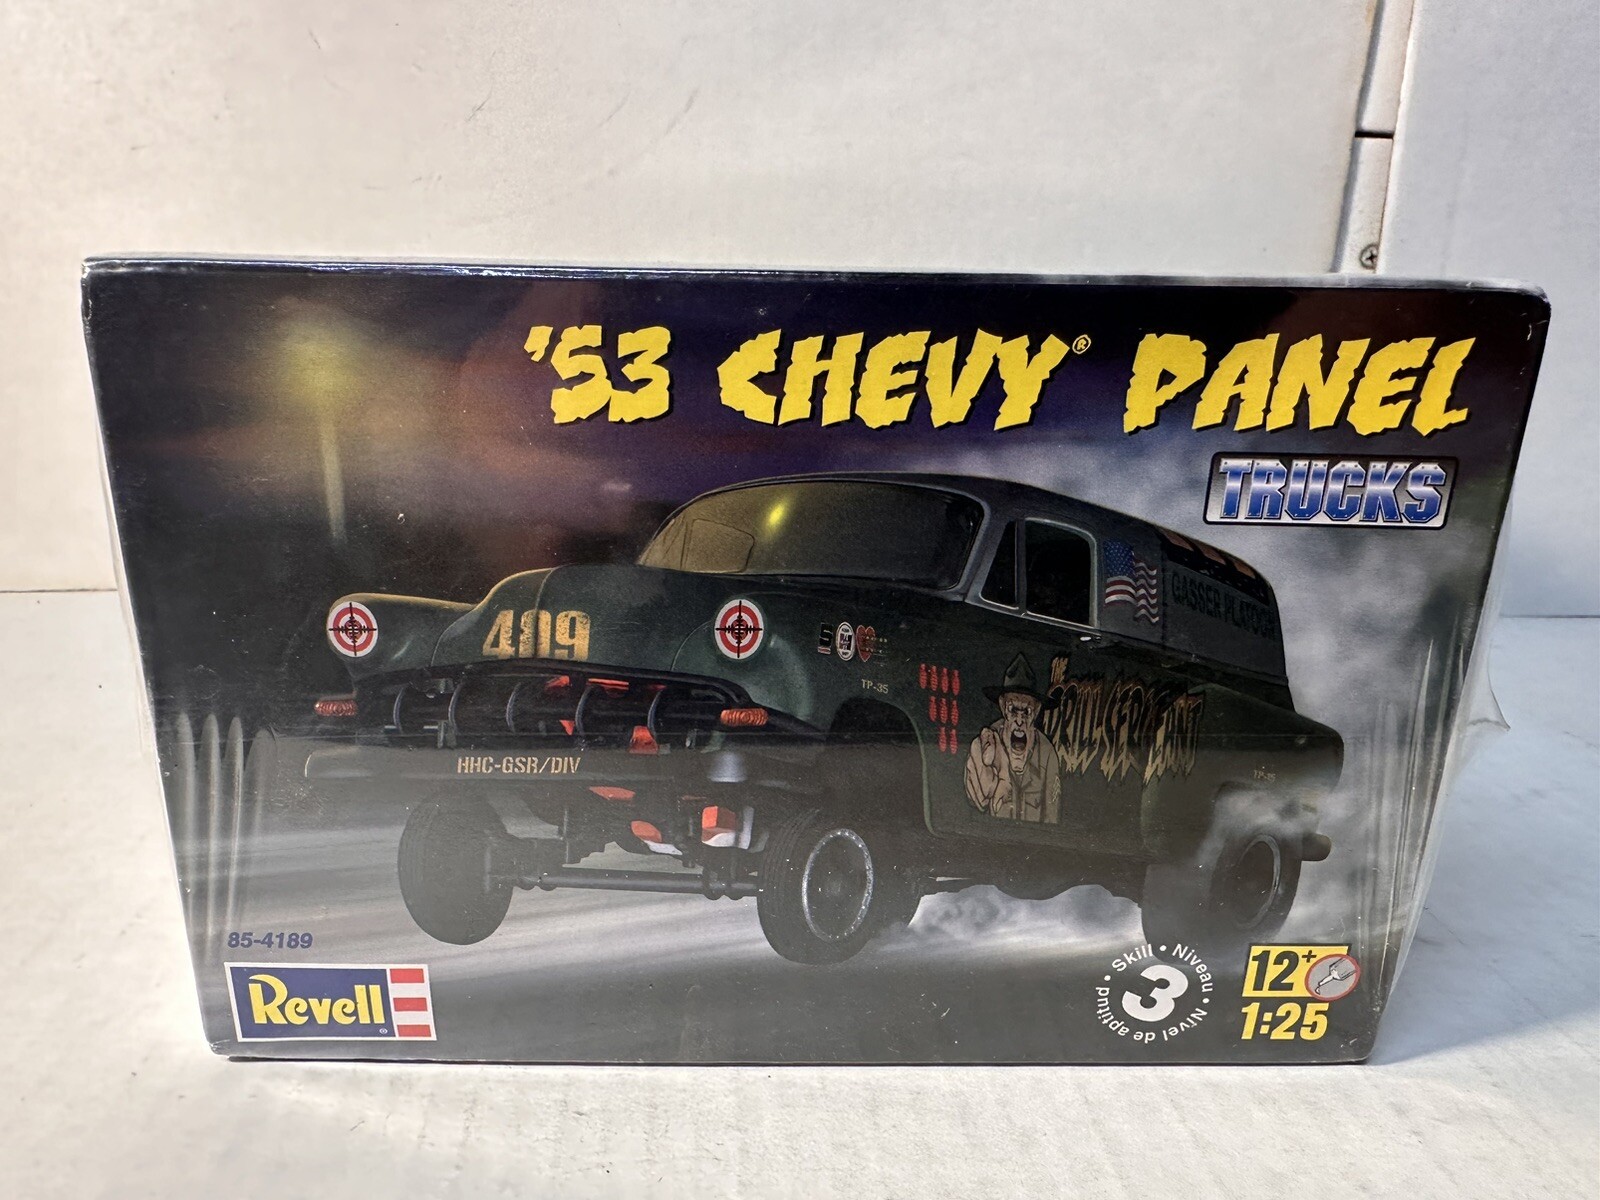 '53 CHEVY® PANEL
TRUCKS
409
GASSER PLATOON
TP-35
THE
DRILL SERGEANT
HHC-GSR/DIV
TP-35
85-4189
Revell®
Skill • Niveau • Nivel de aptitud •
3
12+
1:25